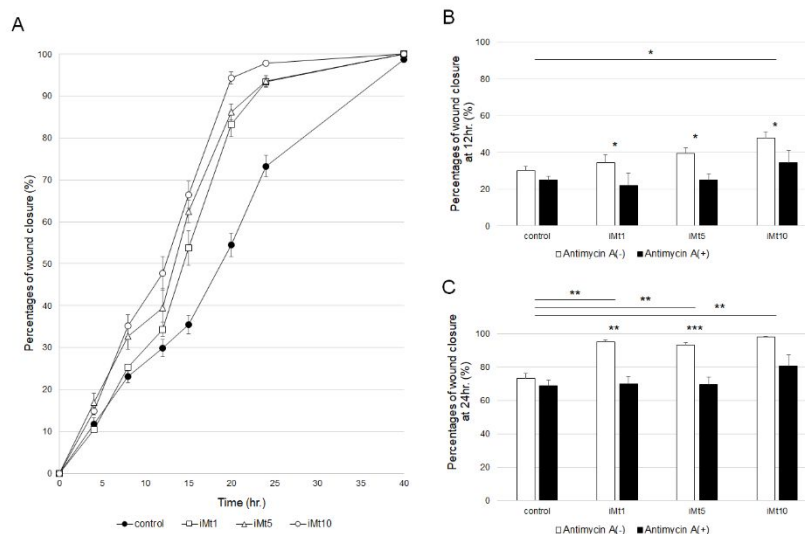 A
Percentages of wound closure (%)
100
90
80
70
60
50
40
30
20
10
0
0
5
10
15
20
25
30
35
40
Time (hr.)
control
iMt1
iMt5
iMt10
B
Percentages of wound closure
at 12hr. (%)
100
80
60
40
20
0
*
*
*
*
control
iMt1
iMt5
iMt10
Antimycin A(-)
Antimycin A(+)
C
Percentages of wound closure
at 24hr. (%)
100
80
60
40
20
0
**
**
**
**
***
control
iMt1
iMt5
iMt10
Antimycin A(-)
Antimycin A(+)